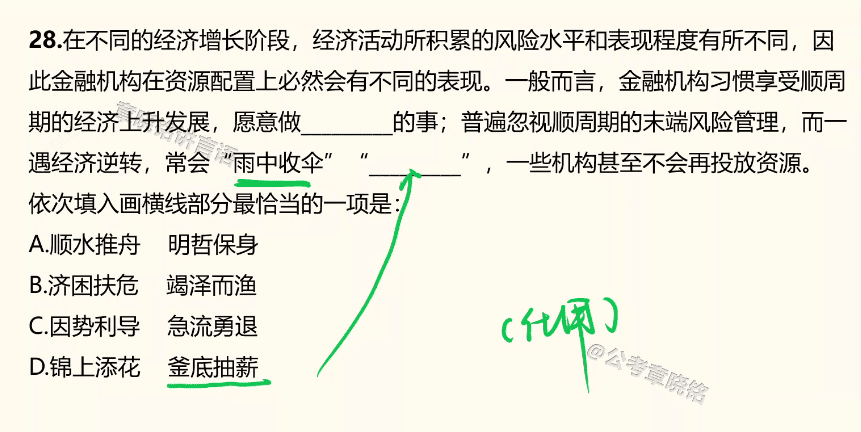 28.在不同的经济增长阶段，经济活动所积累的风险水平和表现程度有所不同，因
此金融机构在资源配置上必然会有不同的表现。一般而言，金融机构习惯享受顺周
期的经济上升发展，愿意做________的事；普遍忽视顺周期的末端风险管理，而一
遇经济逆转，常会“雨中收伞”“________”，一些机构甚至不会再投放资源。
依次填入画横线部分最恰当的一项是：
A.顺水推舟 明哲保身
B.济困扶危 竭泽而渔
C.因势利导 急流勇退
D.锦上添花 釜底抽薪
@公考章晓铭